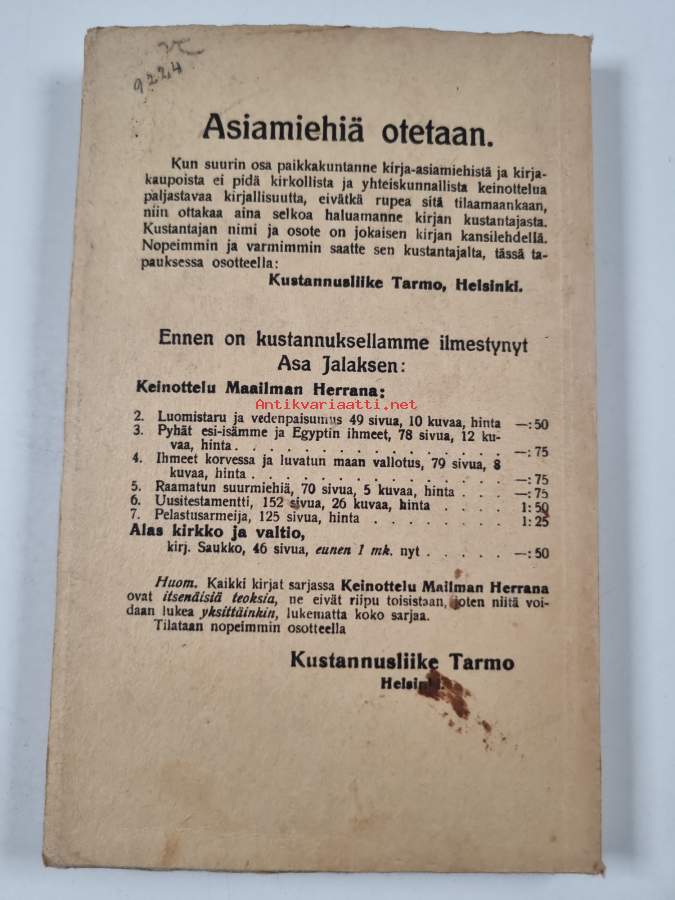 9224
Asiamiehiä otetaan.
Kun suurin osa paikkakuntanne kirja-asiamiehistä ja kirja-
kaupoista ei pidä kirkollista ja yhteiskunnallista keinottelua
paljastavaa kirjallisuutta, eivätkä rupea sitä tilaamaankaan,
niin ottakaa aina selkoa haluamanne kirjan kustantajasta.
Kustantajan nimi ja osote on jokaisen kirjan kansilehdellä.
Nopeimmin ja varmimmin saatte sen kustantajalta, tässä ta-
pauksessa osotteella:
Kustannusliike Tarmo, Helsinki.
Ennen on kustannuksellamme ilmestynyt
Asa Jalaksen:
Keinottelu Maailman Herrana:
Antikvariaatti.net
2. Luomistaru ja vedenpaisumus 49 sivua, 10 kuvaa, hinta —:50
3. Pyhät esi-isämme ja Egyptin ihmeet, 78 sivua, 12 ku-
vaa, hinta . . . . . . . . . . . . . . . . —:75
4. Ihmeet korvessa ja luvatun maan vallotus, 79 sivua, 8
kuvaa, hinta . . . . . . . . . . . . . . . —:75
5. Raamatun suurmiehiä, 70 sivua, 5 kuvaa, hinta . . . —:75
6. Uusitestamentti, 152 sivua, 26 kuvaa, hinta . . . . 1:50
7. Pelastusarmeija, 125 sivua, hinta . . . . . . . . 1:25
Alas kirkko ja valtio,
kirj. Saukko, 46 sivua, eunen 1 mk. nyt . . . . . —:50
Huom. Kaikki kirjat sarjassa Keinottelu Mailman Herrana
ovat itsenäisiä teoksia, ne eivät riipu toisistaan, joten niitä voi-
daan lukea yksittäinkin, lukematta koko sarjaa.
Tilataan nopeimmin osotteella
Kustannusliike Tarmo
Helsinki.